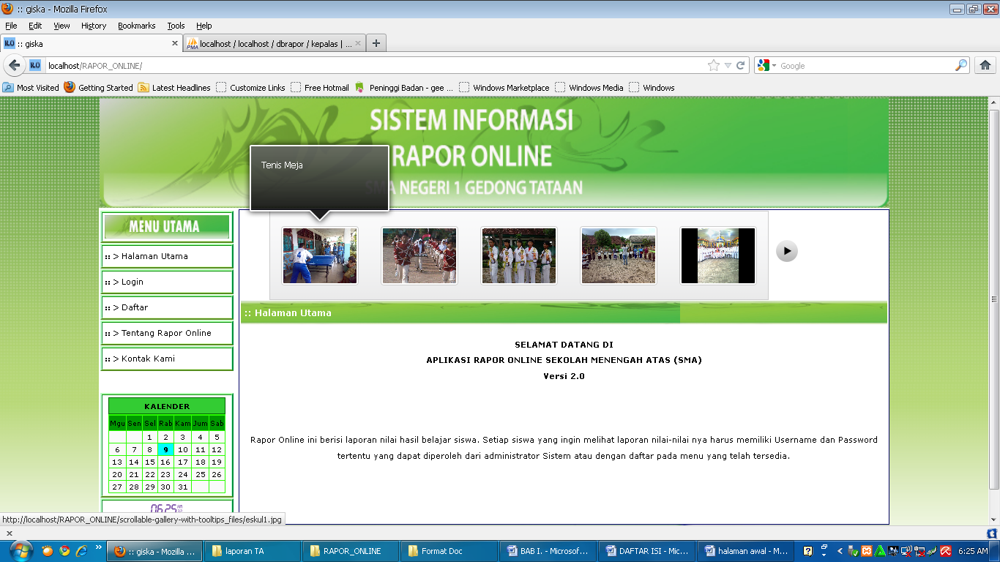 :: giska - Mozilla Firefox
File Edit View History Bookmarks Tools Help
R.O :: giska
PMA localhost / localhost / dbrapor / kepalas | ...
R.O localhost/RAPOR_ONLINE/
Google
Most Visited Getting Started Latest Headlines Customize Links Free Hotmail Peninggi Badan - gee ... Windows Marketplace Windows Media Windows
SISTEM INFORMASI
RAPOR ONLINE
SMA NEGERI 1 GEDONG TATAAN
Tenis Meja
MENU UTAMA
:: > Halaman Utama
:: > Login
:: > Daftar
:: > Tentang Rapor Online
:: > Kontak Kami
KALENDER
Mgu Sen Sel Rab Kam Jum Sab
1 2 3 4 5
6 7 8 9 10 11 12
13 14 15 16 17 18 19
20 21 22 23 24 25 26
27 28 29 30 31
06:25
:: Halaman Utama
SELAMAT DATANG DI
APLIKASI RAPOR ONLINE SEKOLAH MENENGAH ATAS (SMA)
Versi 2.0
Rapor Online ini berisi laporan nilai hasil belajar siswa. Setiap siswa yang ingin melihat laporan nilai-nilai nya harus memiliki Username dan Password
tertentu yang dapat diperoleh dari administrator Sistem atau dengan daftar pada menu yang telah tersedia.
http://localhost/RAPOR_ONLINE/scrollable-gallery-with-tooltips_files/eskul1.jpg
:: giska - Mozilla ... laporan TA RAPOR_ONLINE Format Doc BAB I. - Microsof... DAFTAR ISI - Mic... halaman awal - M... 6:25 AM